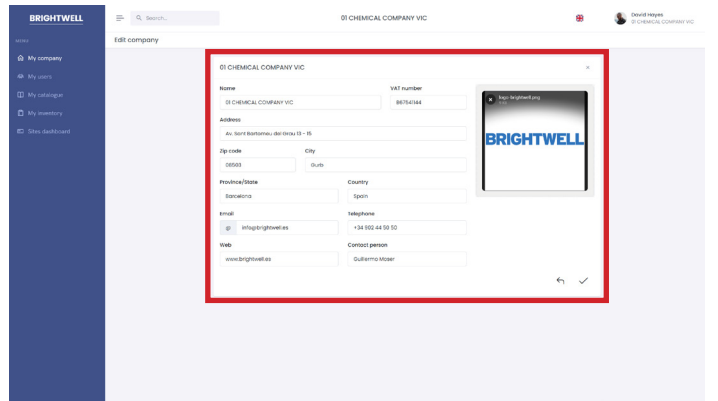 BRIGHTWELL
Search...
01 CHEMICAL COMPANY VIC
David Hayes
01 CHEMICAL COMPANY VIC
MENU
Edit company
My company
My users
My catalogue
My inventory
Sites dashboard
01 CHEMICAL COMPANY VIC
×
Name
VAT number
01 CHEMICAL COMPANY VIC
Address
Av. Sant Bartomeu del Grau 13 - 15
Zip code
City
08503
Gurb
Province/State
Country
Barcelona
Spain
Email
Telephone
@ info@brightwell.es
+34 902 44 50 50
Web
Contact person
www.brightwell.es
Guillermo Moser
logo brightwell.png
BRIGHTWELL